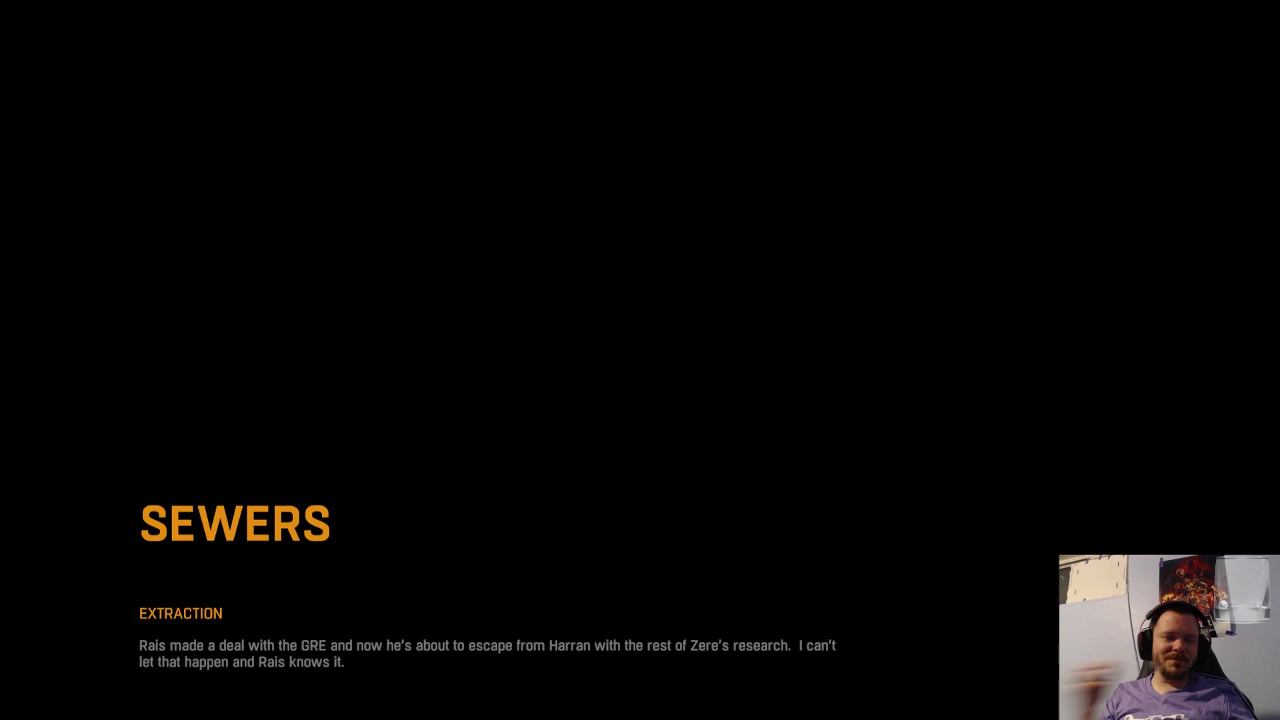 SEWERS
EXTRACTION
Rais made a deal with the GRE and now he's about to escape from Harran with the rest of Zere's research.  I can't
let that happen and Rais knows it.